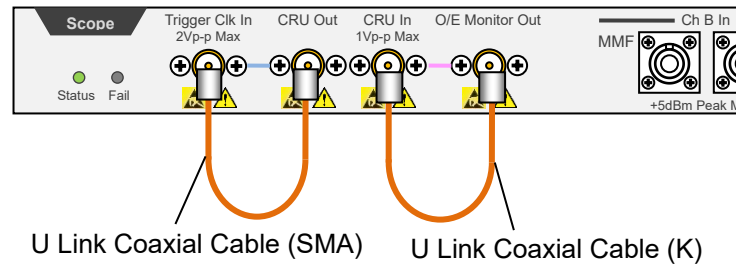 Scope
Trigger Clk In
2Vp-p Max
CRU Out
CRU In
1Vp-p Max
O/E Monitor Out
Ch B In
MMF
Status
Fail
+5dBm Peak M
U Link Coaxial Cable (SMA)
U Link Coaxial Cable (K)